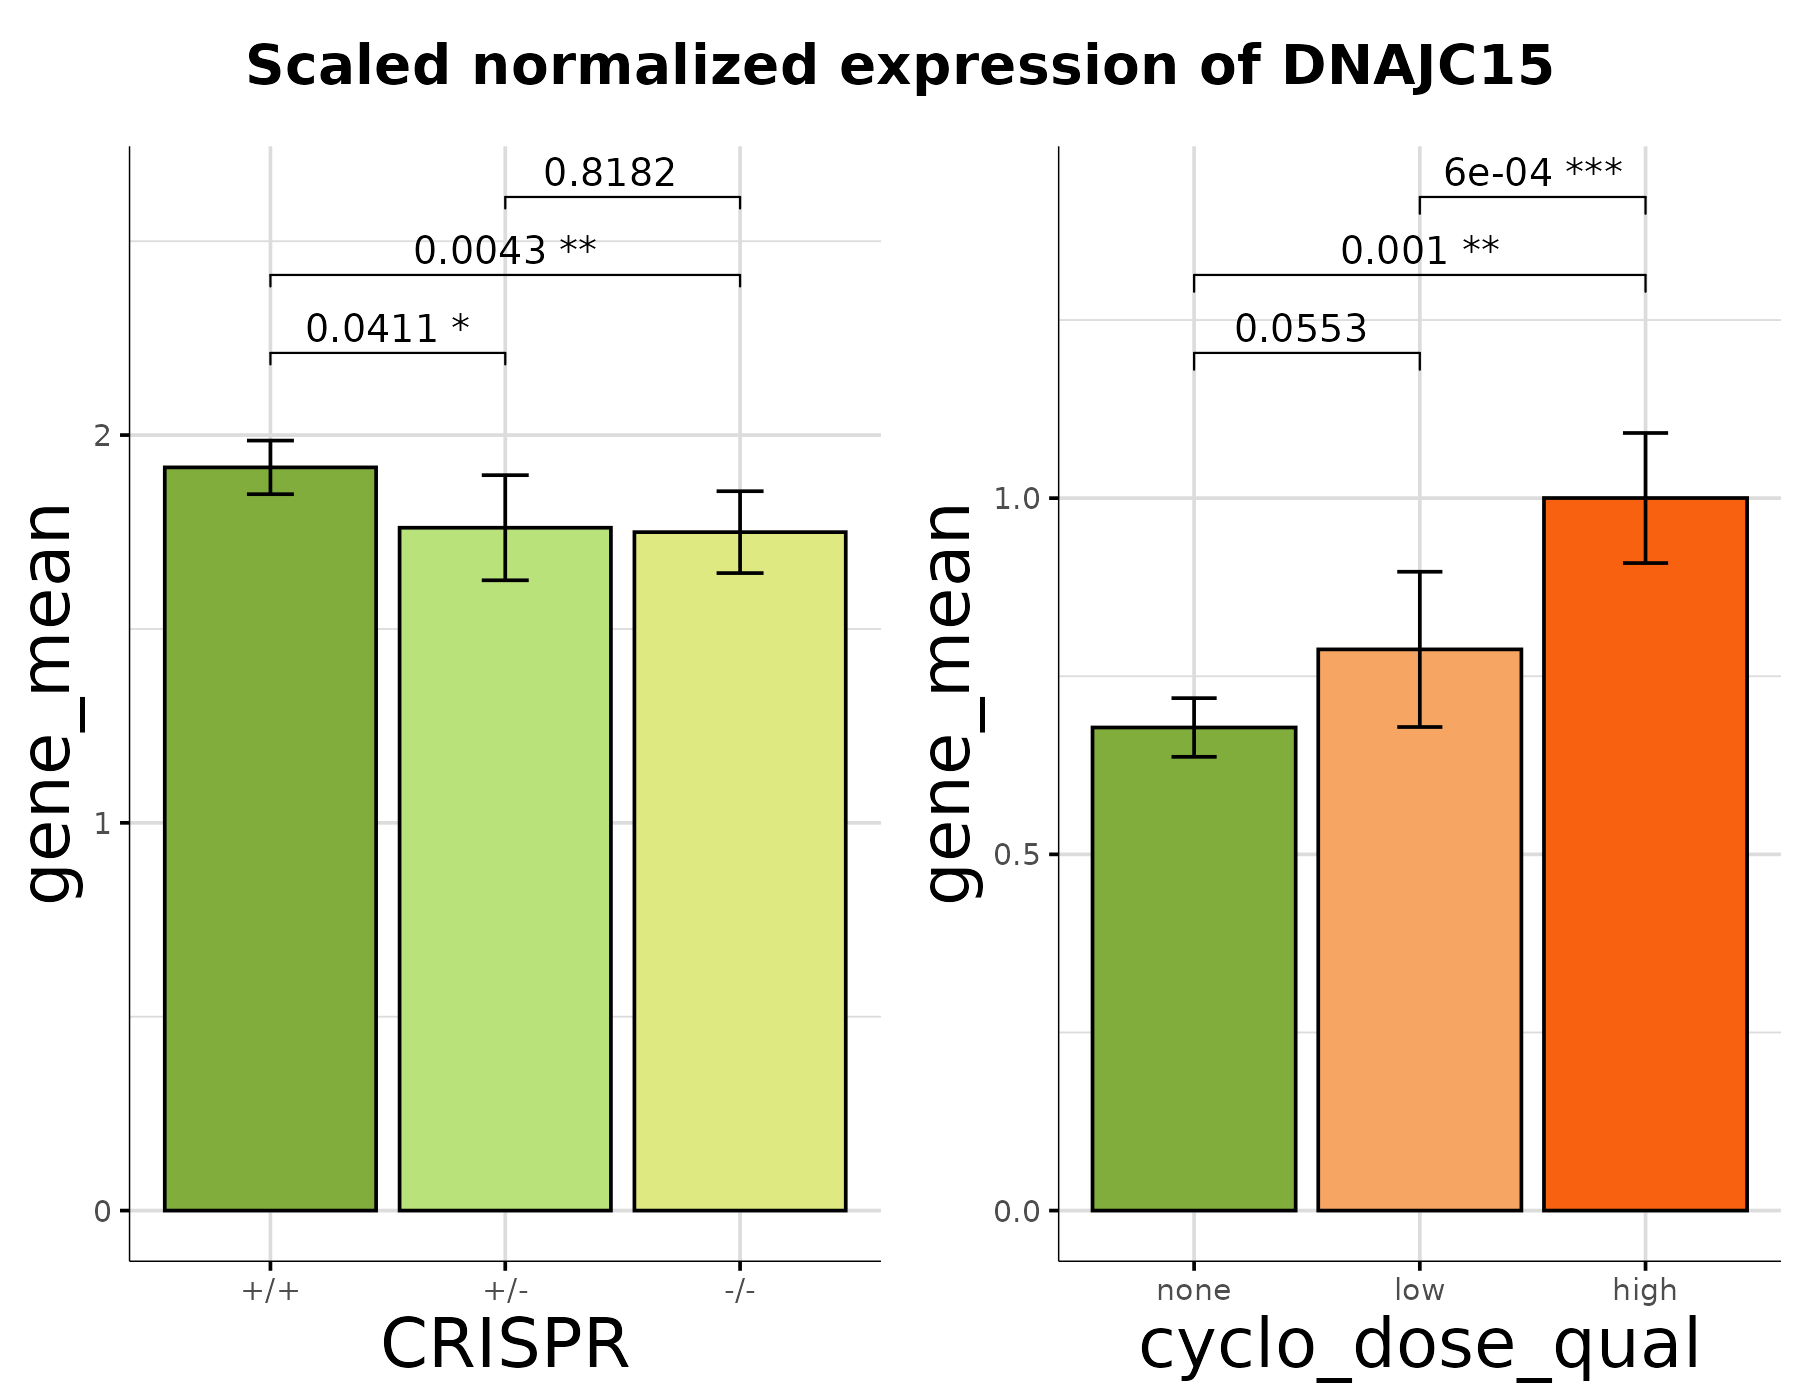 Scaled normalized expression of DNAJC15
0.8182
0.0043 **
0.0411 *
gene_mean
2
1
0
+/+
+/-
-/-
CRISPR
6e-04 ***
0.001 **
0.0553
gene_mean
1.0
0.5
0.0
none
low
high
cyclo_dose_qual